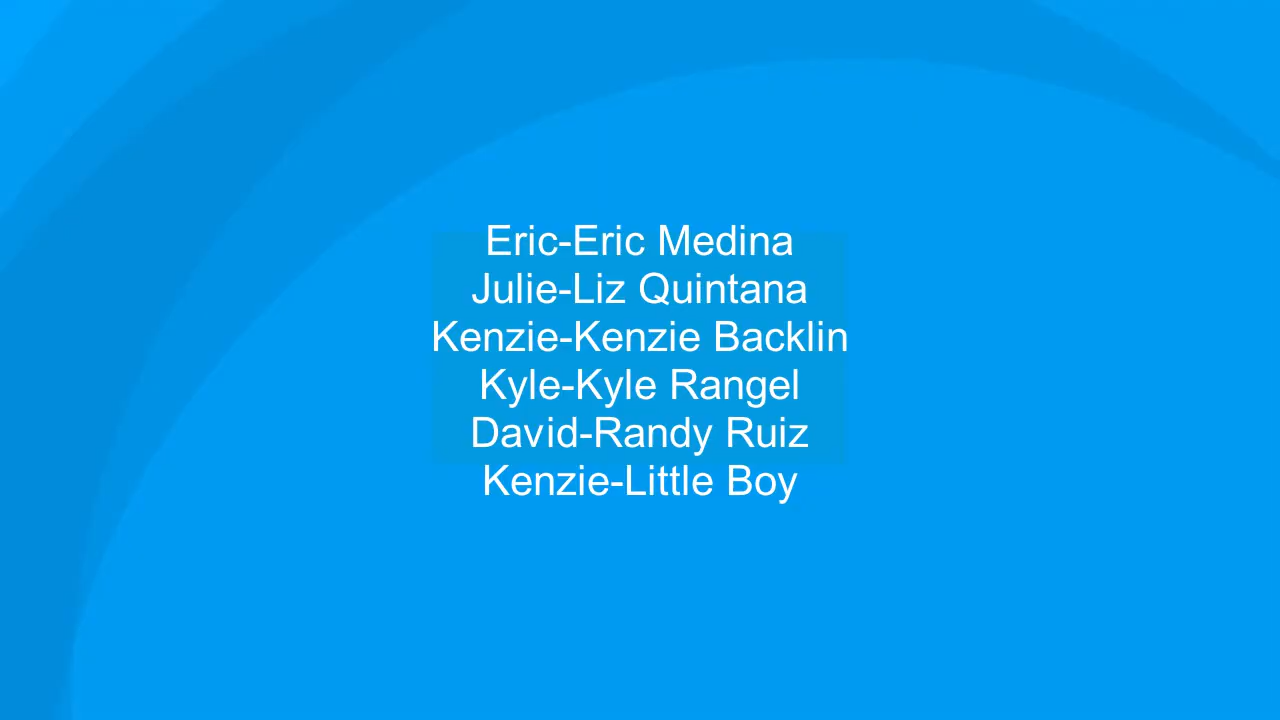 Eric-Eric Medina
Julie-Liz Quintana
Kenzie-Kenzie Backlin
Kyle-Kyle Rangel
David-Randy Ruiz
Kenzie-Little Boy